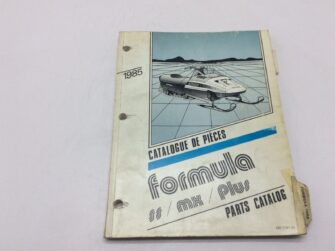 1985
CATALOGUE DE PIÈCES
formula
SS / MX / Plus
PARTS CATALOG